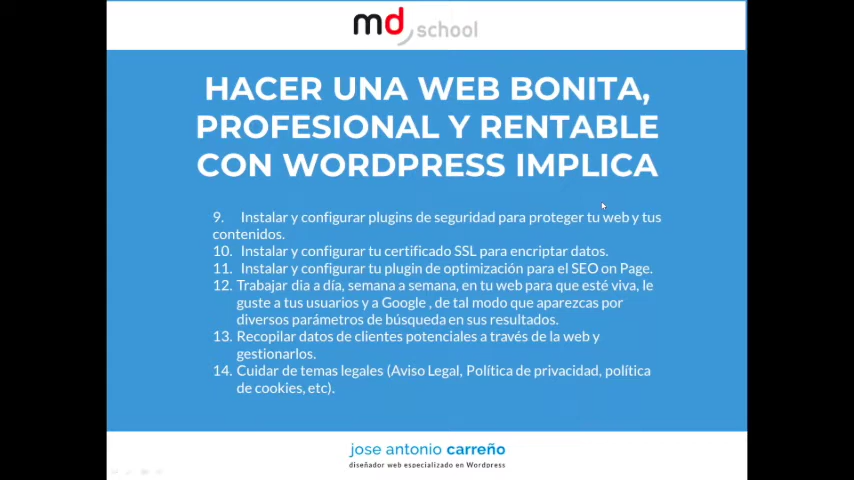 md school
HACER UNA WEB BONITA,
PROFESIONAL Y RENTABLE
CON WORDPRESS IMPLICA
9. Instalar y configurar plugins de seguridad para proteger tu web y tus
contenidos.
10. Instalar y configurar tu certificado SSL para encriptar datos.
11. Instalar y configurar tu plugin de optimización para el SEO on Page.
12. Trabajar dia a día, semana a semana, en tu web para que esté viva, le
guste a tus usuarios y a Google , de tal modo que aparezcas por
diversos parámetros de búsqueda en sus resultados.
13. Recopilar datos de clientes potenciales a través de la web y
gestionarlos.
14. Cuidar de temas legales (Aviso Legal, Política de privacidad, política
de cookies, etc).
jose antonio carreño
diseñador web especializado en Wordpress